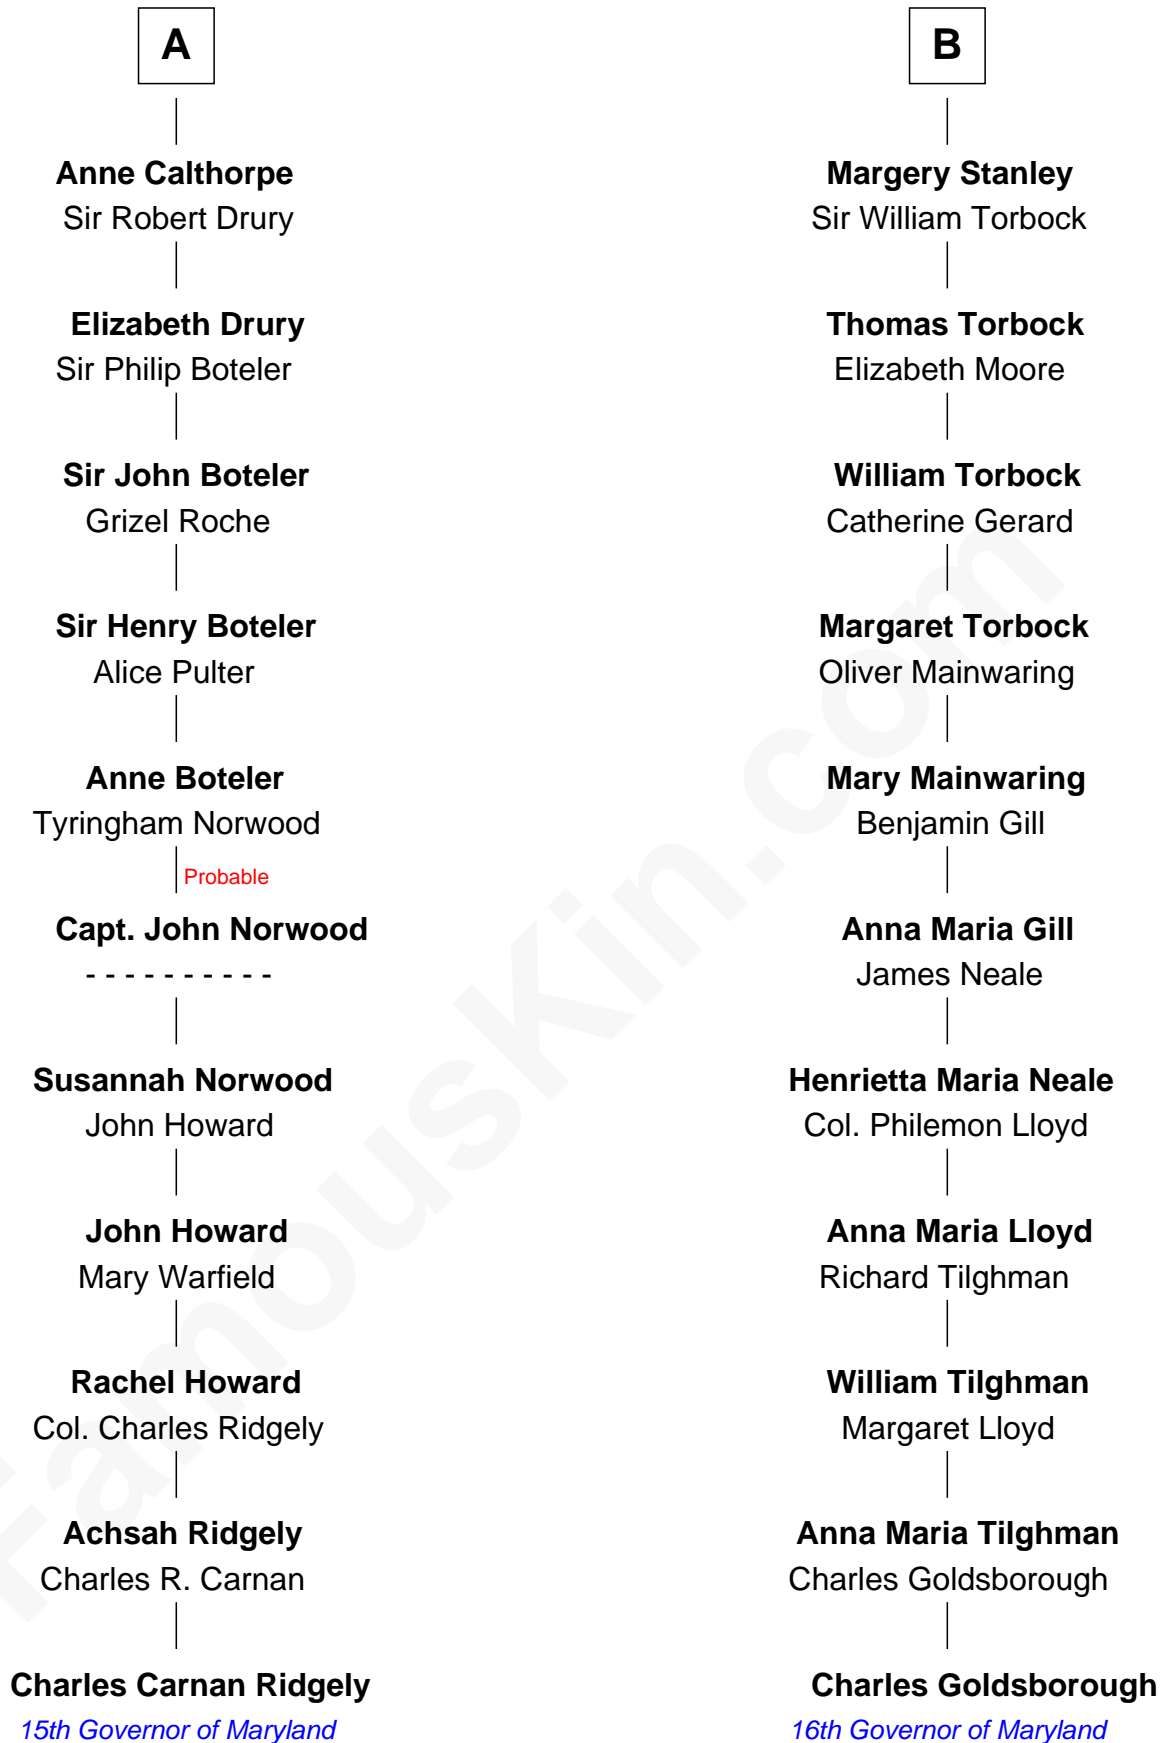 A
Anne Calthorpe
Sir Robert Drury
Elizabeth Drury
Sir Philip Boteler
Sir John Boteler
Grizel Roche
Sir Henry Boteler
Alice Pulter
Anne Boteler
Tyringham Norwood
Probable
Capt. John Norwood
- - - - - - - - - -
Susannah Norwood
John Howard
John Howard
Mary Warfield
Rachel Howard
Col. Charles Ridgely
Achsah Ridgely
Charles R. Carnan
Charles Carnan Ridgely
15th Governor of Maryland
B
Margery Stanley
Sir William Torbock
Thomas Torbock
Elizabeth Moore
William Torbock
Catherine Gerard
Margaret Torbock
Oliver Mainwaring
Mary Mainwaring
Benjamin Gill
Anna Maria Gill
James Neale
Henrietta Maria Neale
Col. Philemon Lloyd
Anna Maria Lloyd
Richard Tilghman
William Tilghman
Margaret Lloyd
Anna Maria Tilghman
Charles Goldsborough
Charles Goldsborough
16th Governor of Maryland
FamousKin.com